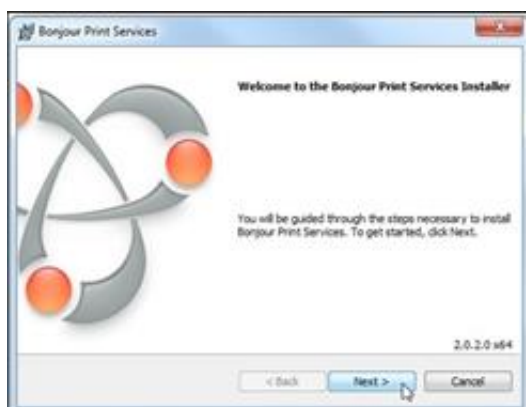 Bonjour Print Services
Welcome to the Bonjour Print Services Installer
You will be guided through the steps necessary to install
Bonjour Print Services. To get started, click Next.
2.0.2.0 x64
< Back
Next >
Cancel